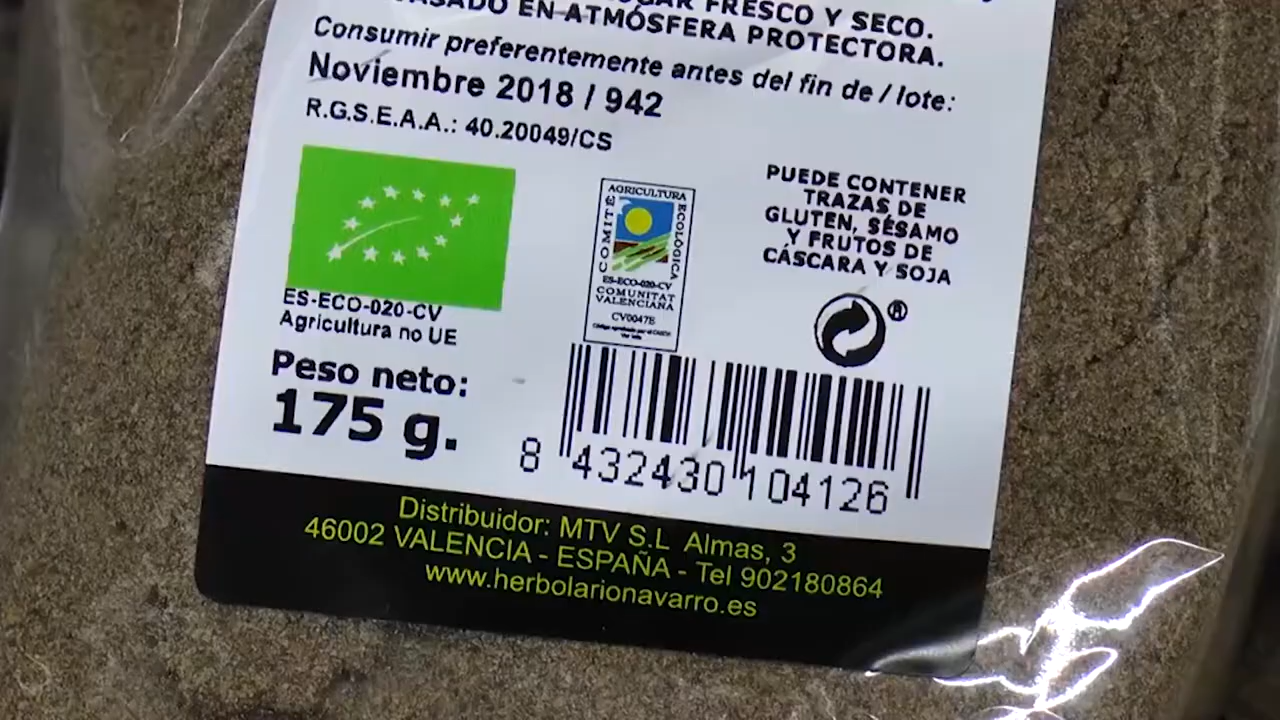 FRESCO Y SECO.
EN ATMÓSFERA PROTECTORA.
Consumir preferentemente antes del fin de / lote:
Noviembre 2018 / 942
R.G.S.E.A.A.: 40.20049/CS
ES-ECO-020-CV
Agricultura no UE
Peso neto:
175 g.
COMITÉ
AGRICULTURA
ECOLÓGICA
ES-ECO-020-CV
COMUNITAT
VALENCIANA
CV0047E
PUEDE CONTENER
TRAZAS DE
GLUTEN, SÉSAMO
Y FRUTOS DE
CÁSCARA Y SOJA
®
8 432430 104126
Distribuidor: MTV S.L Almas, 3
46002 VALENCIA - ESPAÑA - Tel 902180864
www.herbolarionavarro.es